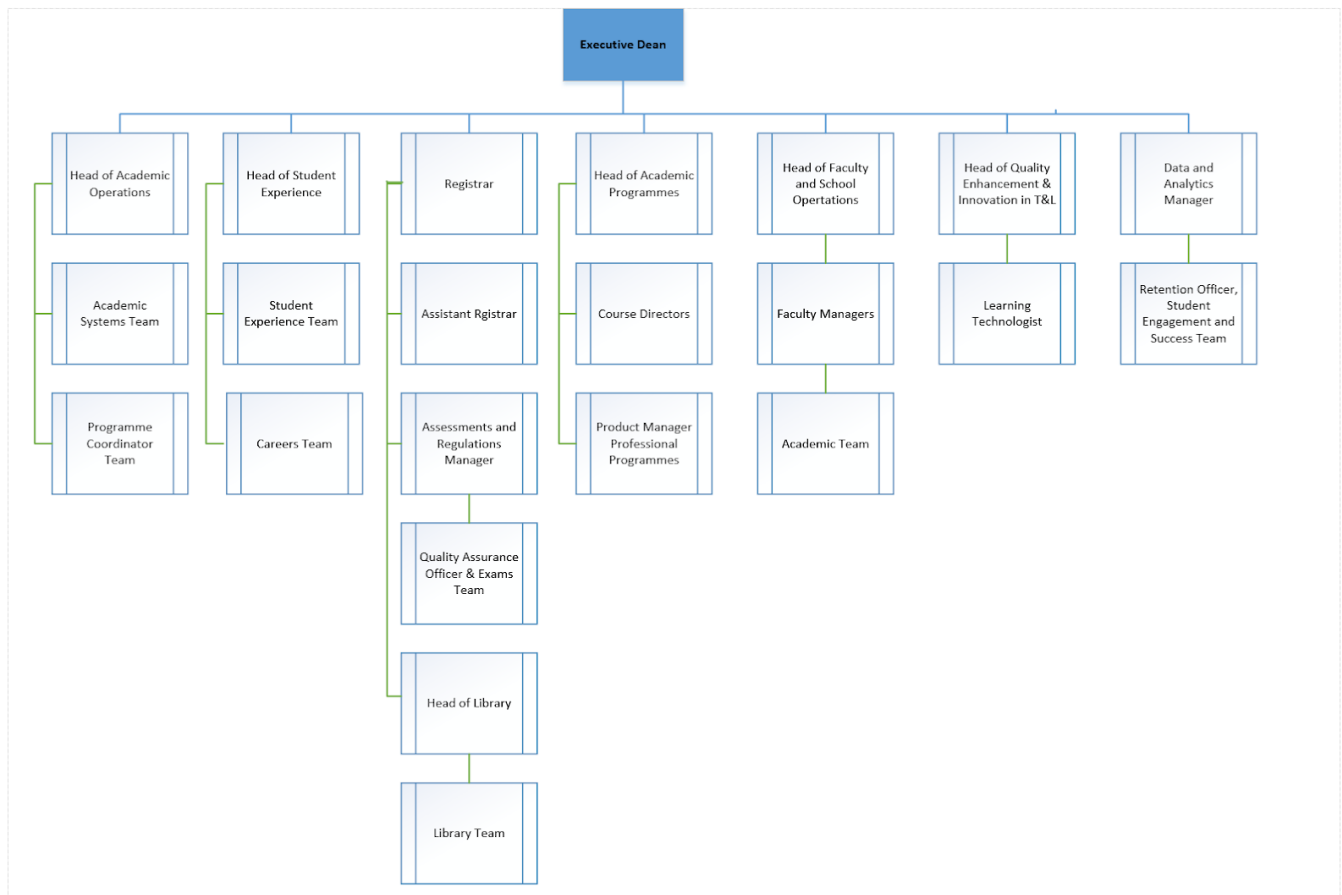 Executive Dean
Head of Academic
Operations
Head of Student
Experience
Registrar
Head of Academic
Programmes
Head of Faculty
and School
Opertations
Head of Quality
Enhancement &
Innovation in T&L
Data and
Analytics
Manager
Academic
Systems Team
Student
Experience Team
Assistant Rgistrar
Course Directors
Faculty Managers
Learning
Technologist
Retention Officer,
Student
Engagement and
Success Team
Programme
Coordinator
Team
Careers Team
Assessments and
Regulations
Manager
Product Manager
Professional
Programmes
Academic Team
Quality Assurance
Officer & Exams
Team
Head of Library
Library Team